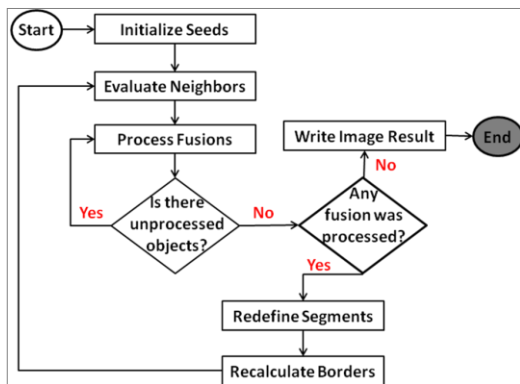 Start
Initialize Seeds
Evaluate Neighbors
Process Fusions
Write Image Result
End
Is there
unprocessed
objects?
Yes
No
Any
fusion was
processed?
No
Yes
Redefine Segments
Recalculate Borders